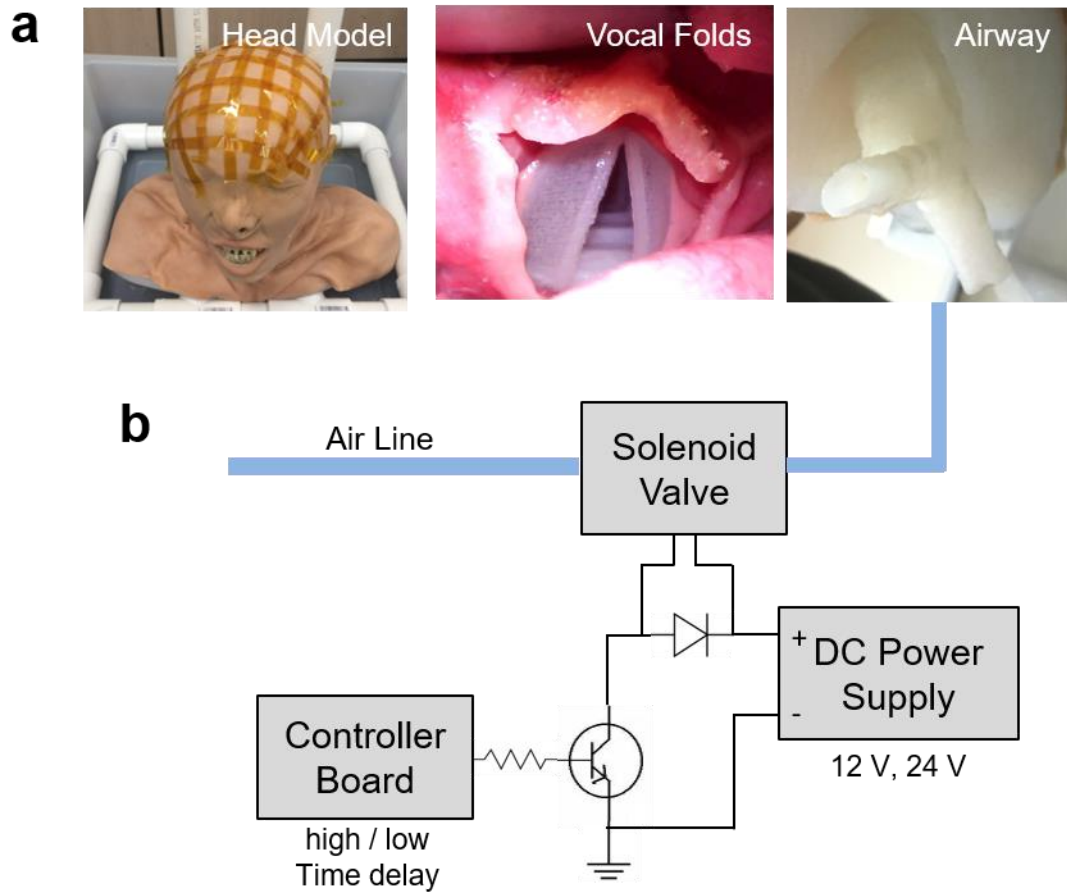 a
Head Model
Vocal Folds
Airway
b
Air Line
Solenoid
Valve
+
DC Power
Supply
-
12 V, 24 V
Controller
Board
high / low
Time delay